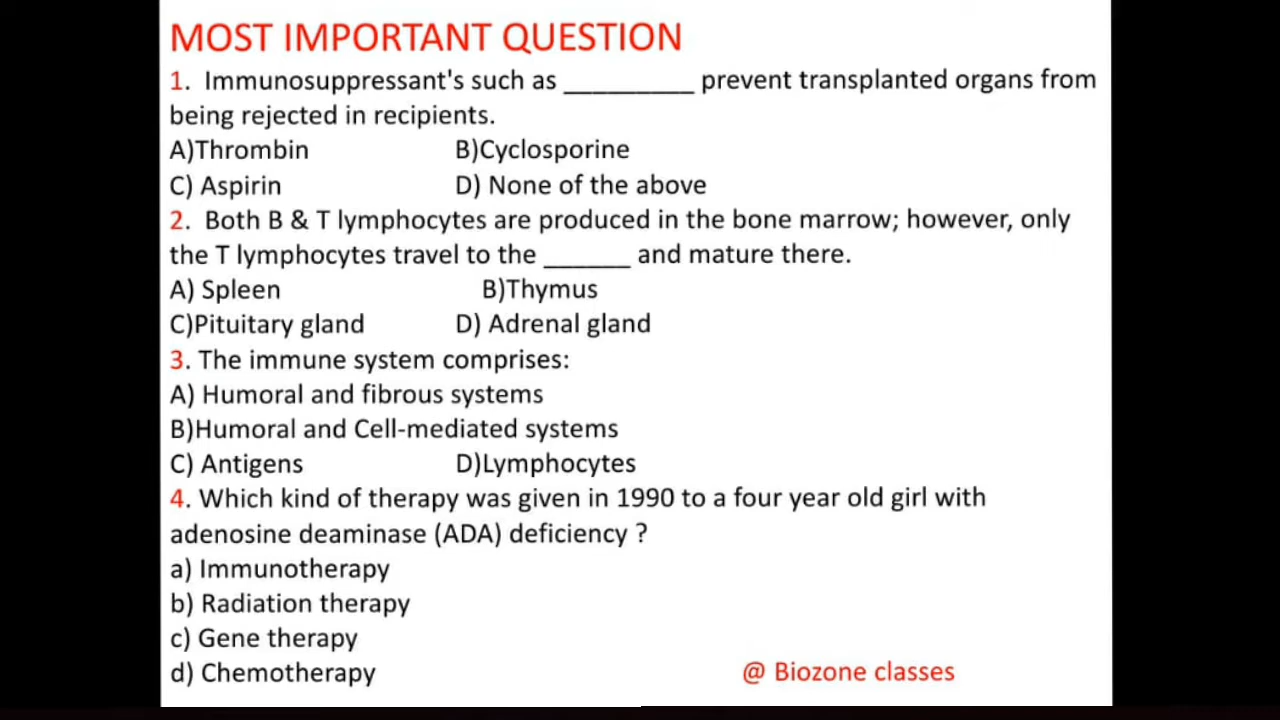 MOST IMPORTANT QUESTION
1. Immunosuppressant's such as _________ prevent transplanted organs from
being rejected in recipients.
A)Thrombin B)Cyclosporine
C) Aspirin D) None of the above
2. Both B & T lymphocytes are produced in the bone marrow; however, only
the T lymphocytes travel to the ______ and mature there.
A) Spleen B)Thymus
C)Pituitary gland D) Adrenal gland
3. The immune system comprises:
A) Humoral and fibrous systems
B)Humoral and Cell-mediated systems
C) Antigens D)Lymphocytes
4. Which kind of therapy was given in 1990 to a four year old girl with
adenosine deaminase (ADA) deficiency ?
a) Immunotherapy
b) Radiation therapy
c) Gene therapy
d) Chemotherapy @ Biozone classes